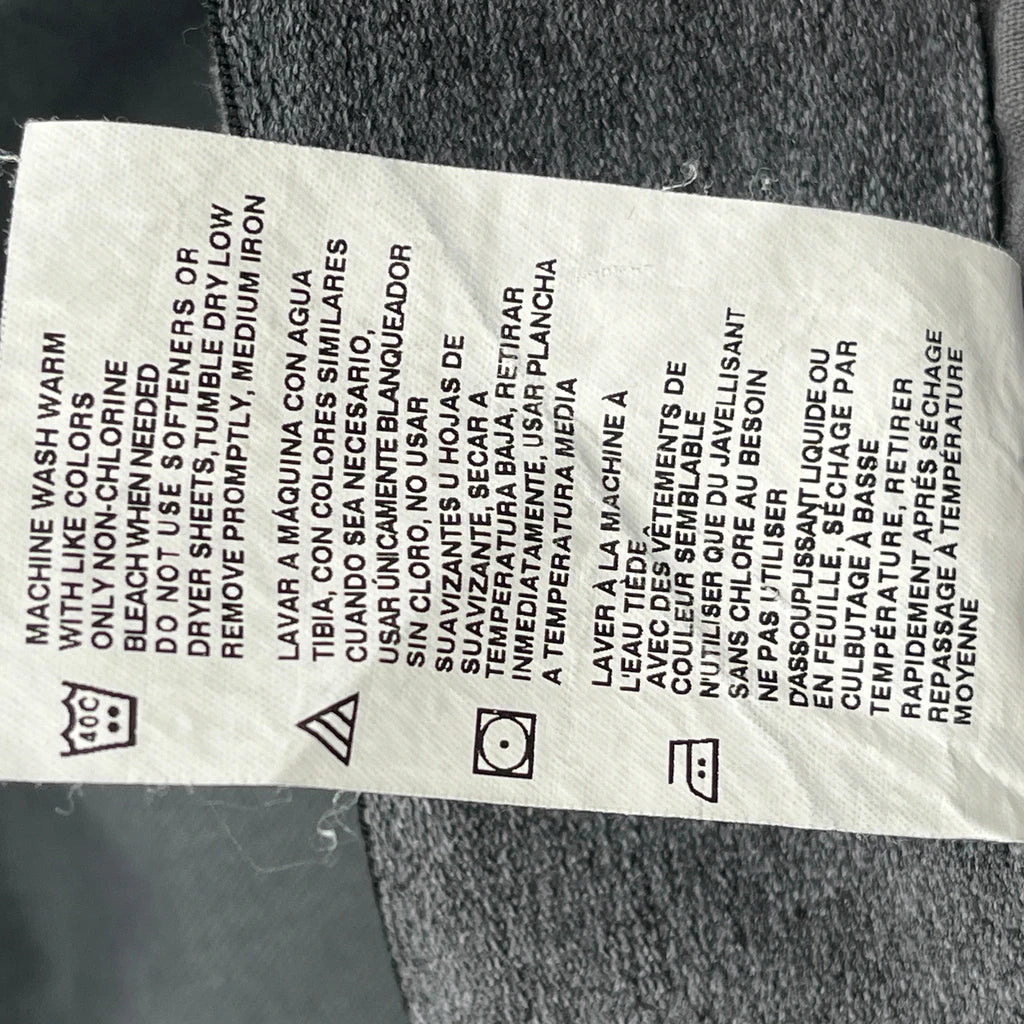 MACHINE WASH WARM
WITH LIKE COLORS
ONLY NON-CHLORINE
BLEACH WHEN NEEDED
DO NOT USE SOFTENERS OR
DRYER SHEETS, TUMBLE DRY LOW
REMOVE PROMPTLY, MEDIUM IRON
LAVAR A MÁQUINA CON AGUA
TIBIA, CON COLORES SIMILARES
CUANDO SEA NECESARIO,
USAR ÚNICAMENTE BLANQUEADOR
SIN CLORO, NO USAR
SUAVIZANTES U HOJAS DE
SUAVIZANTE, SECAR A
TEMPERATURA BAJA, RETIRAR
INMEDIATAMENTE, USAR PLANCHA
A TEMPERATURA MEDIA
LAVER À LA MACHINE À
L'EAU TIÈDE
AVEC DES VÊTEMENTS DE
COULEUR SEMBLABLE
N'UTILISER QUE DU JAVELLISANT
SANS CHLORE AU BESOIN
NE PAS UTILISER
D'ASSOUPLISSANT LIQUIDE OU
EN FEUILLE, SÉCHAGE PAR
CULBUTAGE À BASSE
TEMPÉRATURE, RETIRER
RAPIDEMENT APRÉS SÉCHAGE
REPASSAGE À TEMPÉRATURE
MOYENNE
40C